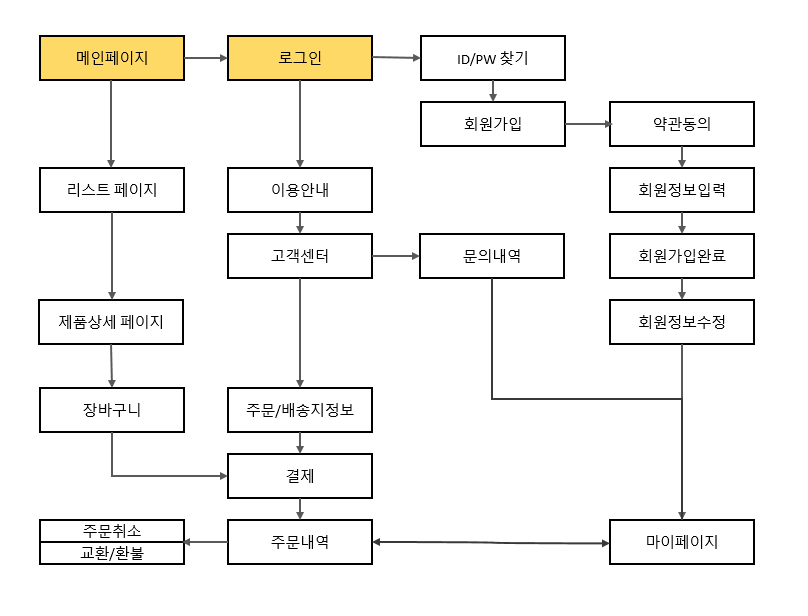 메인페이지
로그인
ID/PW 찾기
회원가입
약관동의
리스트 페이지
이용안내
회원정보입력
고객센터
문의내역
회원가입완료
제품상세 페이지
회원정보수정
장바구니
주문/배송지정보
결제
주문취소
교환/환불
주문내역
마이페이지